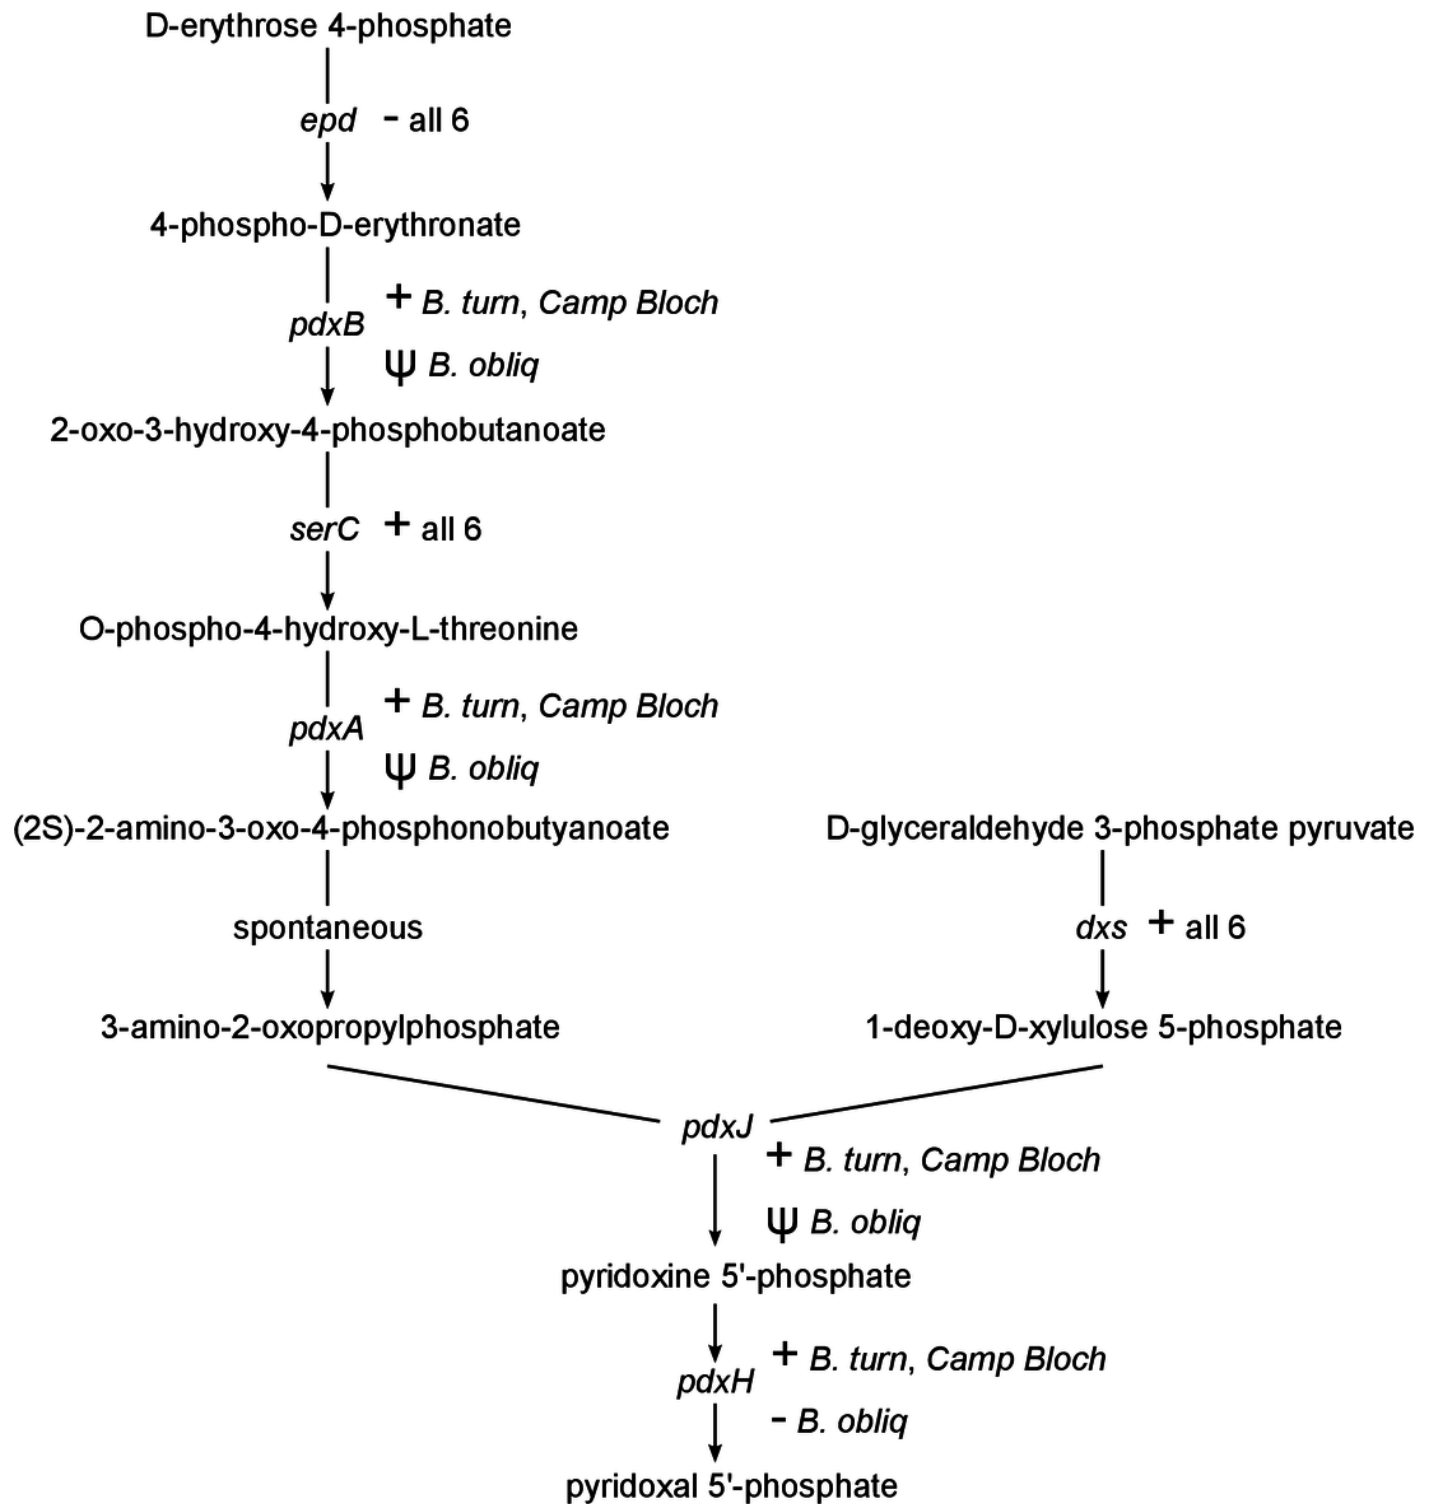 D-erythrose 4-phosphate
epd - all 6
4-phospho-D-erythronate
+ B. turn, Camp Bloch
pdxB
ψ B. obliq
2-oxo-3-hydroxy-4-phosphobutanoate
serC + all 6
O-phospho-4-hydroxy-L-threonine
+ B. turn, Camp Bloch
pdxA
ψ B. obliq
(2S)-2-amino-3-oxo-4-phosphonobutyanoate
D-glyceraldehyde 3-phosphate pyruvate
spontaneous
dxs + all 6
3-amino-2-oxopropylphosphate
1-deoxy-D-xylulose 5-phosphate
pdxJ
+ B. turn, Camp Bloch
ψ B. obliq
pyridoxine 5'-phosphate
+ B. turn, Camp Bloch
pdxH
- B. obliq
pyridoxal 5'-phosphate